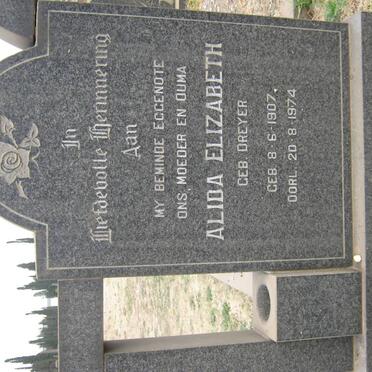 In
Liefdevolle Herinnering
Aan
MY BEMINDE EGGENOTE
ONS, MOEDER EN OUMA
ALIDA ELIZABETH
GEB DREYER
GEB. 8-6-1907,
OORL. 20-8-1974